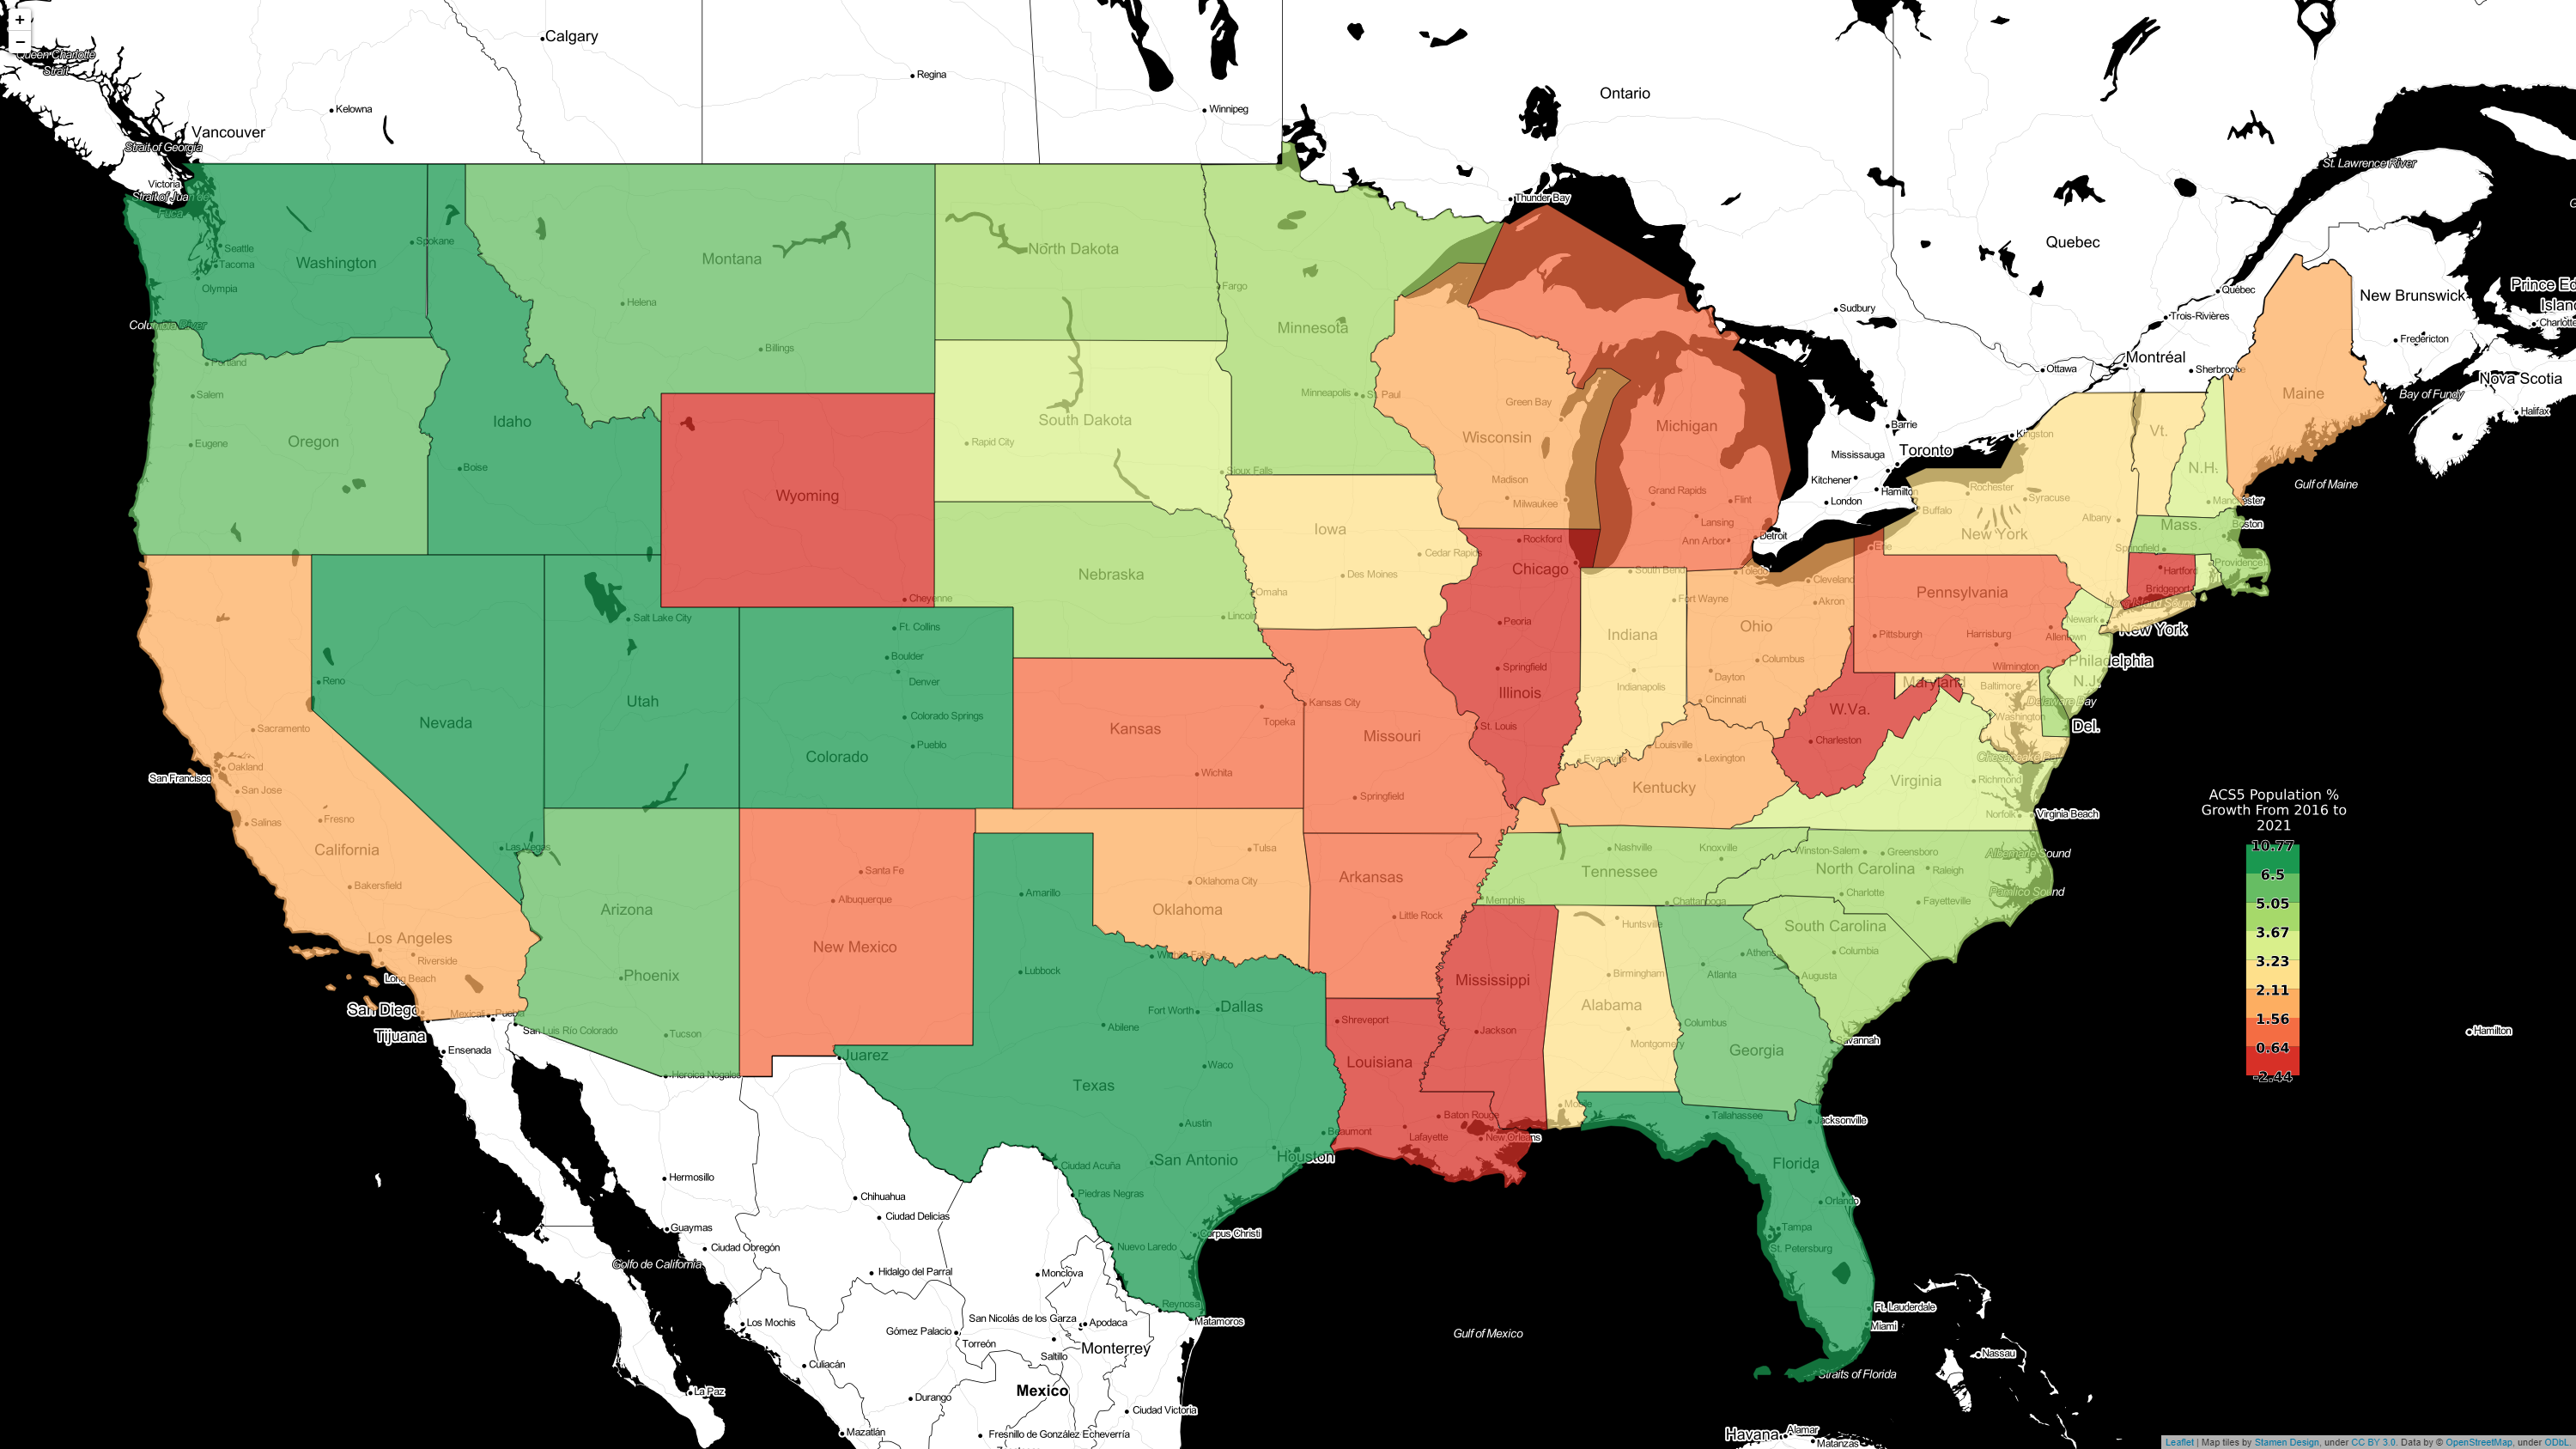 +
−
Queen Charlotte
Strait
Calgary
Regina
Kelowna
Winnipeg
Ontario
Vancouver
Strait of Georgia
Victoria
Strait of Juan de
Fuca
Thunder Bay
St. Lawrence River
Seattle
Tacoma
Olympia
Washington
Spokane
Columbia River
Montana
Helena
Billings
North Dakota
Fargo
Minnesota
Minneapolis
St. Paul
Sudbury
Quebec
Québec
Trois-Rivières
Montréal
Sherbrooke
Ottawa
New Brunswick
Fredericton
Prince Ed
Islan
Charlotte
Nova Scotia
Halifax
Bay of Fundy
Gulf of Maine
Maine
Portland
Salem
Eugene
Oregon
Idaho
Boise
Wyoming
Cheyenne
South Dakota
Rapid City
Sioux Falls
Green Bay
Wisconsin
Madison
Milwaukee
Michigan
Grand Rapids
Flint
Lansing
Ann Arbor
Detroit
Barrie
Toronto
Mississauga
Kitchener
Hamilton
London
Kingston
Rochester
Syracuse
Buffalo
Albany
New York
Vt.
N.H.
Manchester
Mass.
Boston
Springfield
Providence
Hartford
Bridgeport
Long Island Sound
Nebraska
Omaha
Lincoln
Iowa
Cedar Rapids
Des Moines
Rockford
Chicago
Peoria
Springfield
Illinois
South Bend
Fort Wayne
Indiana
Indianapolis
Evansville
Toledo
Cleveland
Akron
Ohio
Columbus
Dayton
Cincinnati
Erie
Pennsylvania
Pittsburgh
Harrisburg
Allentown
Newark
New York
Philadelphia
Wilmington
N.J.
Maryland
Baltimore
Delaware Bay
Washington
Del.
Chesapeake Bay
Reno
Nevada
Las Vegas
Salt Lake City
Utah
Ft. Collins
Boulder
Denver
Colorado Springs
Colorado
Pueblo
Kansas
Topeka
Wichita
Kansas City
Missouri
St. Louis
Springfield
Louisville
Lexington
Kentucky
W.Va.
Charleston
Virginia
Richmond
Norfolk
Virginia Beach
Sacramento
San Francisco
Oakland
San Jose
Salinas
Fresno
California
Bakersfield
Los Angeles
Riverside
Long Beach
San Diego
Tijuana
Mexicali
Puebla
Ensenada
San Luis Río Colorado
Arizona
Phoenix
Tucson
Heroica Nogales
Santa Fe
Albuquerque
New Mexico
Juarez
Tulsa
Oklahoma City
Oklahoma
Wichita Falls
Arkansas
Little Rock
Memphis
Nashville
Knoxville
Tennessee
Chattanooga
Winston-Salem
Greensboro
North Carolina
Raleigh
Charlotte
Fayetteville
Albemarle Sound
Pamlico Sound
South Carolina
Columbia
Huntsville
Birmingham
Alabama
Montgomery
Mobile
Athens
Atlanta
Augusta
Columbus
Georgia
Savannah
Mississippi
Jackson
Shreveport
Louisiana
Baton Rouge
Lafayette
New Orleans
Amarillo
Lubbock
Fort Worth
Dallas
Abilene
Waco
Texas
Austin
Beaumont
San Antonio
Houston
Corpus Christi
Ciudad Acuña
Piedras Negras
Nuevo Laredo
Reynosa
Matamoros
Tallahassee
Jacksonville
Florida
Orlando
Tampa
St. Petersburg
Ft. Lauderdale
Miami
Nassau
Straits of Florida
Havana
Alamar
Matanzas
Hamilton
Gulf of Mexico
Hermosillo
Guaymas
Ciudad Obregón
Golfo de California
Chihuahua
Ciudad Delicias
Hidalgo del Parral
Monclova
San Nicolás de los Garza
Apodaca
Gómez Palacio
Torreón
Saltillo
Monterrey
Los Mochis
Culiacán
La Paz
Durango
Mexico
Ciudad Victoria
Mazatlán
Fresnillo de González Echeverría
ACS5 Population %
Growth From 2016 to
2021
10.77
6.5
5.05
3.67
3.23
2.11
1.56
0.64
-2.44
Leaflet | Map tiles by Stamen Design, under CC BY 3.0. Data by © OpenStreetMap, under ODbL.